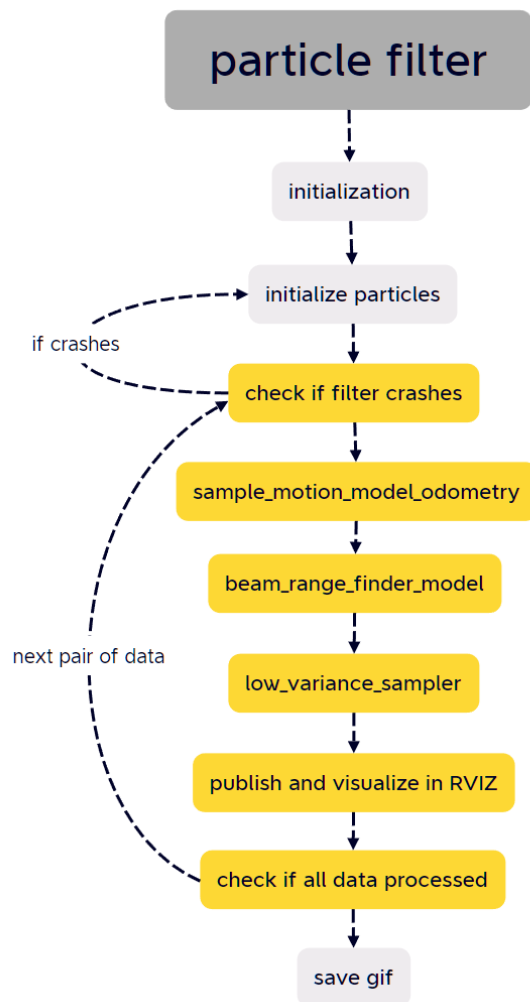 particle filter
initialization
initialize particles
if crashes
check if filter crashes
sample_motion_model_odometry
beam_range_finder_model
next pair of data
low_variance_sampler
publish and visualize in RVIZ
check if all data processed
save gif